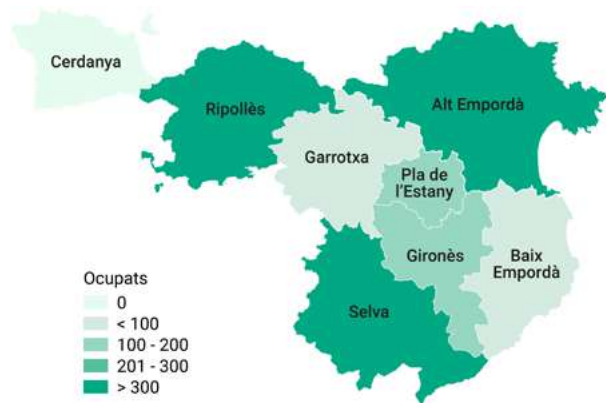 Cerdanya
Ripollès
Alt Empordà
Garrotxa
Pla de
l'Estany
Gironès
Baix
Empordà
Selva
Ocupats
0
< 100
100 - 200
201 - 300
> 300